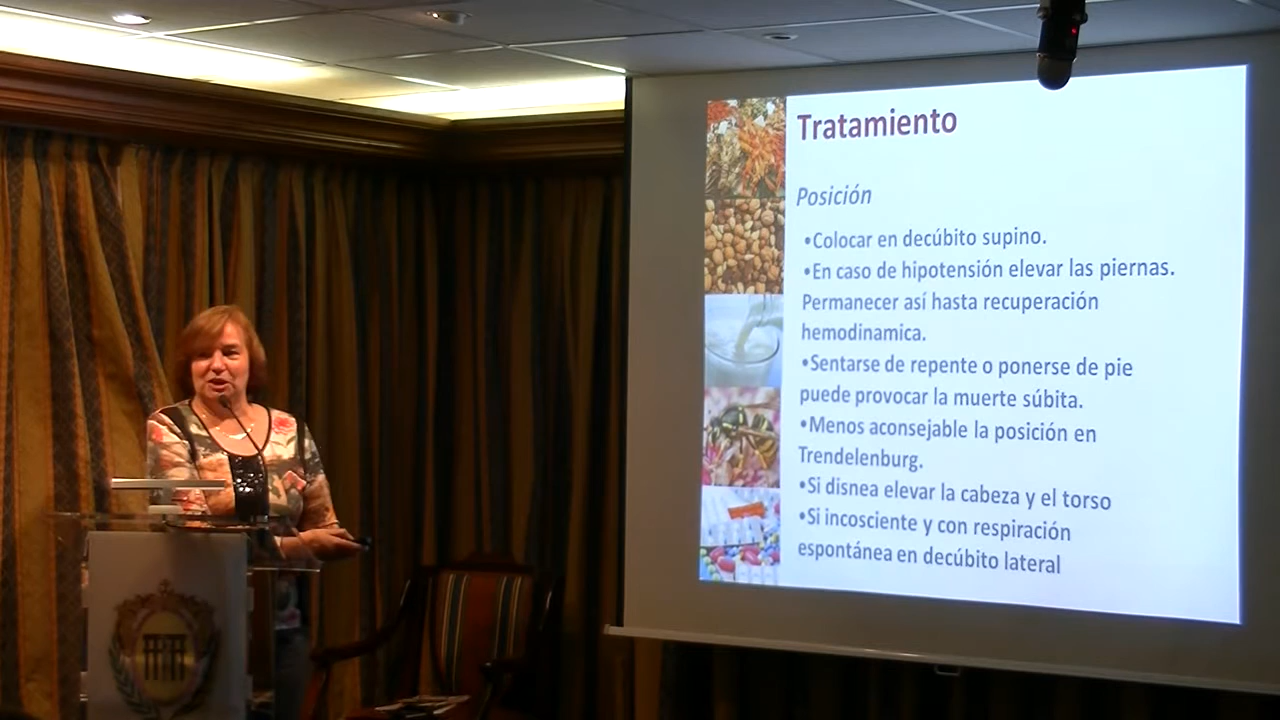 Tratamiento
Posición
•Colocar en decúbito supino.
•En caso de hipotensión elevar las piernas.
Permanecer así hasta recuperación
hemodinamica.
•Sentarse de repente o ponerse de pie
puede provocar la muerte súbita.
•Menos aconsejable la posición en
Trendelenburg.
•Si disnea elevar la cabeza y el torso
•Si incosciente y con respiración
espontánea en decúbito lateral